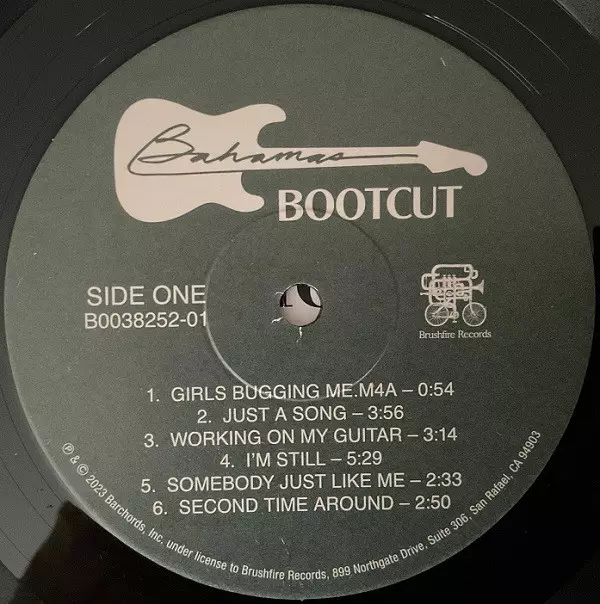 Bahamas
BOOTCUT
SIDE ONE
B0038252-01
Brushfire Records
1. GIRLS BUGGING ME.M4A – 0:54
2. JUST A SONG – 3:56
3. WORKING ON MY GUITAR – 3:14
4. I'M STILL – 5:29
5. SOMEBODY JUST LIKE ME – 2:33
6. SECOND TIME AROUND – 2:50
℗ & © 2023 Barchords, Inc. under license to Brushfire Records, 899 Northgate Drive, Suite 306, San Rafael, CA 94903